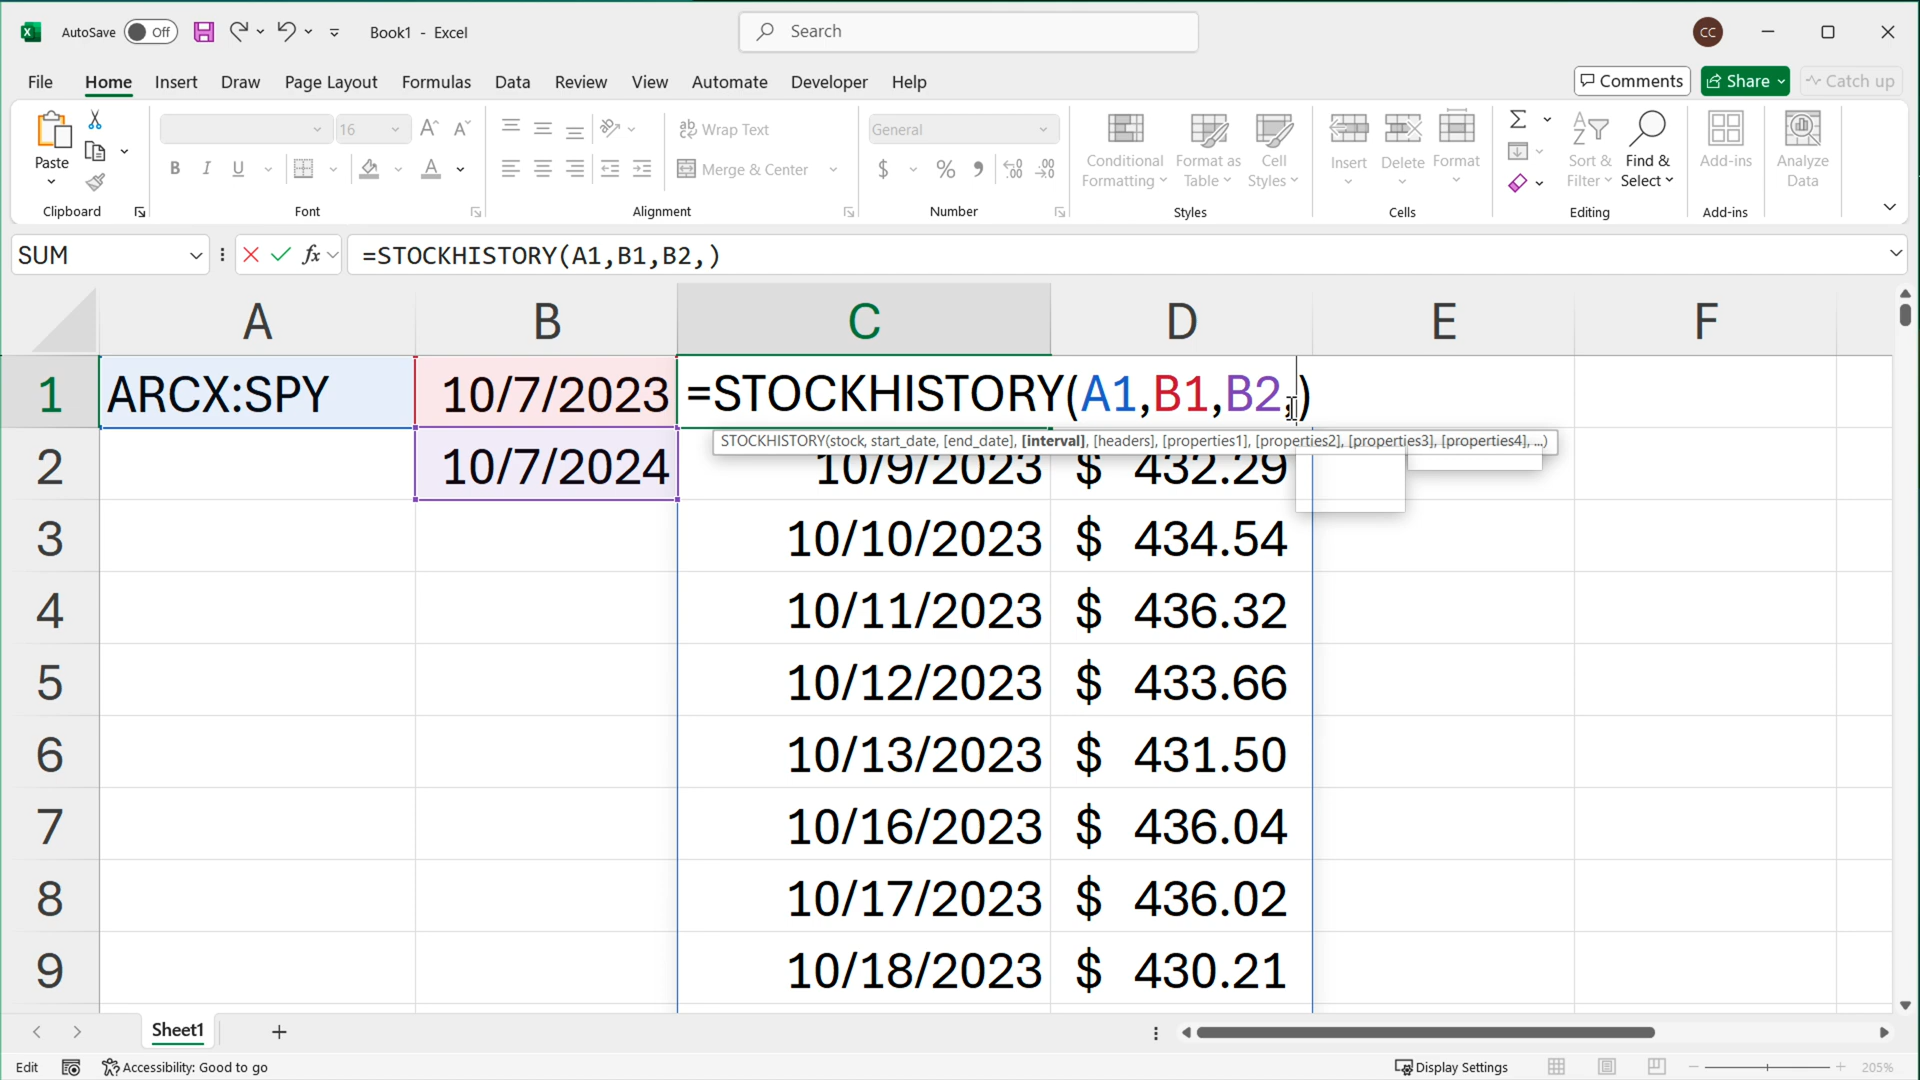 AutoSave Off Book1 - Excel Search CC
File Home Insert Draw Page Layout Formulas Data Review View Automate Developer Help Comments Share Catch up
Paste 16 Wrap Text General
B I U Merge & Center $ % Conditional Formatting Format as Table Cell Styles Insert Delete Format Sort & Filter Find & Select Add-ins Analyze Data
Clipboard Font Alignment Number Styles Cells Editing Add-ins
SUM fx =STOCKHISTORY(A1,B1,B2,)
A B C D E F
1 ARCX:SPY 10/7/2023 =STOCKHISTORY(A1,B1,B2,)
STOCKHISTORY(stock, start_date, [end_date], [interval], [headers], [properties1], [properties2], [properties3], [properties4], ...)
2 10/7/2024 10/9/2023 $ 432.29
3 10/10/2023 $ 434.54
4 10/11/2023 $ 436.32
5 10/12/2023 $ 433.66
6 10/13/2023 $ 431.50
7 10/16/2023 $ 436.04
8 10/17/2023 $ 436.02
9 10/18/2023 $ 430.21
Sheet1
Edit Accessibility: Good to go Display Settings 205%